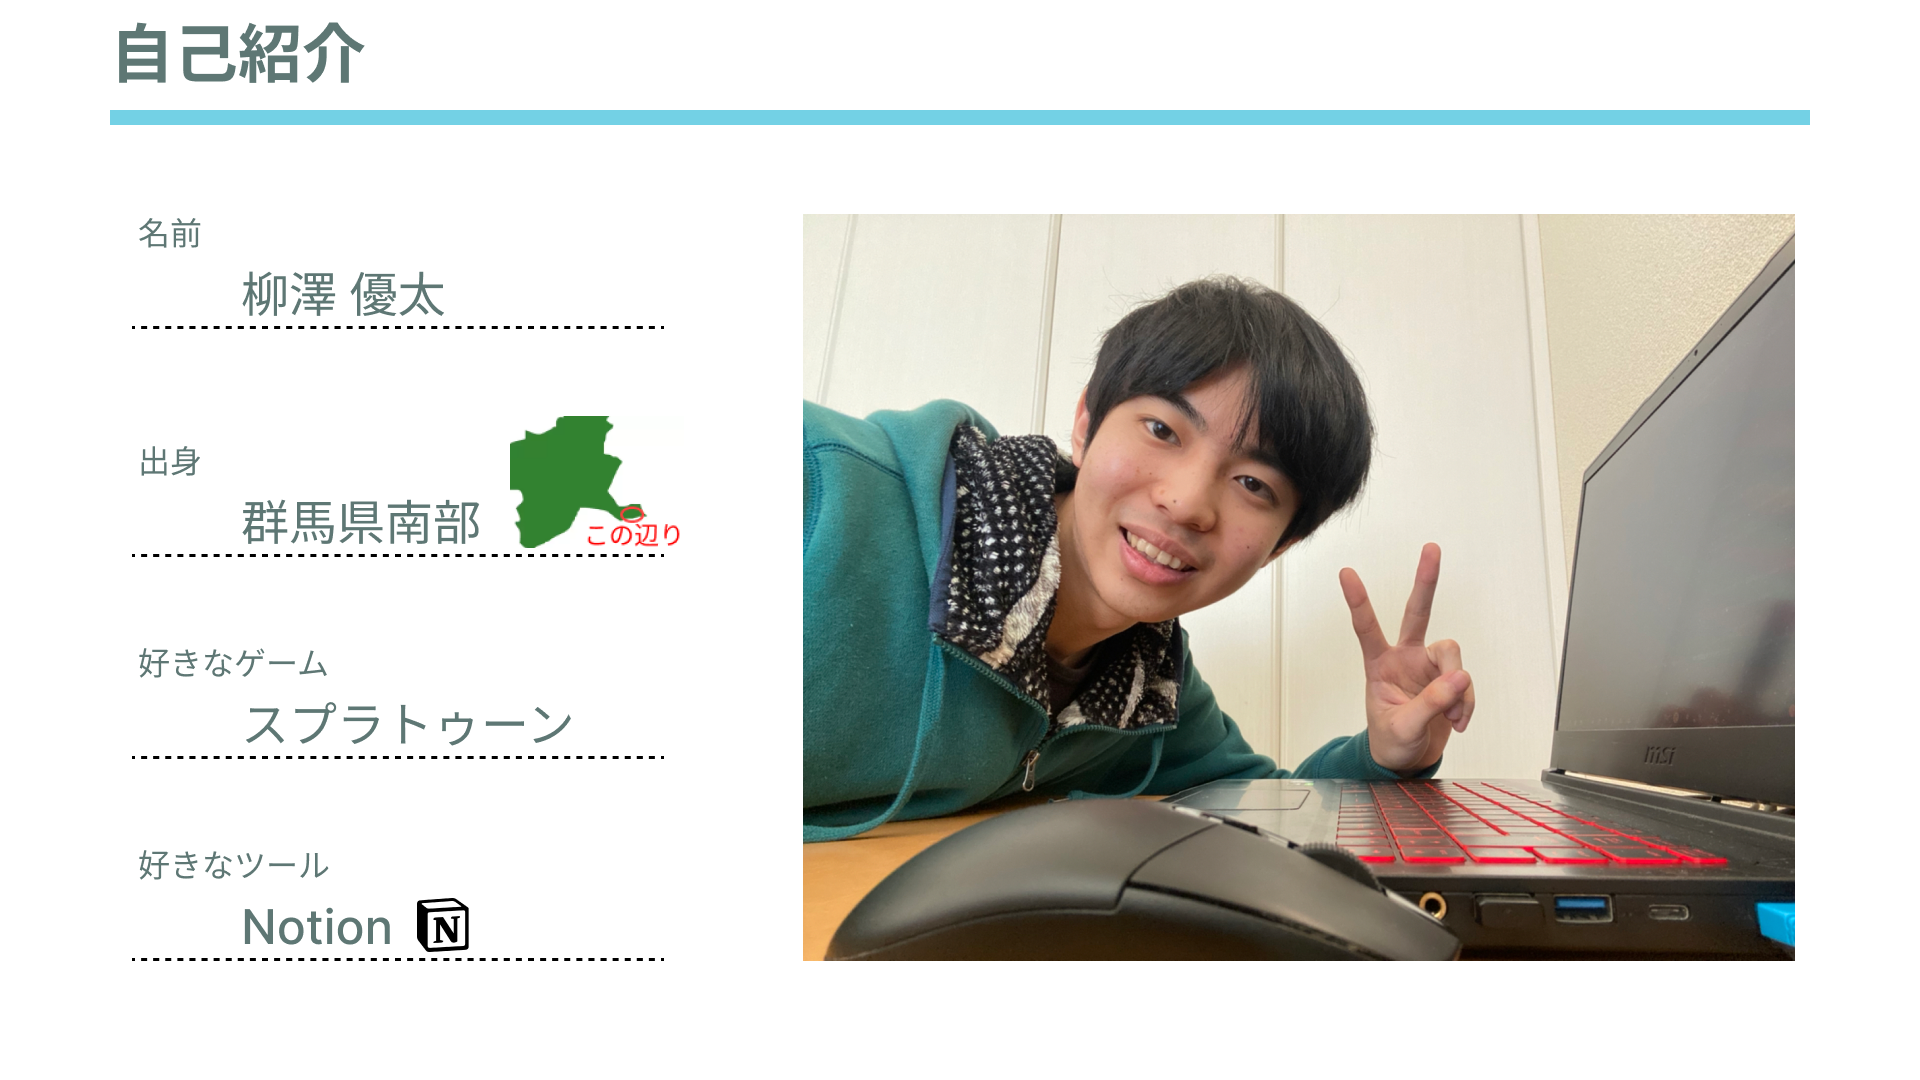 自己紹介
名前
柳澤 優太
出身
群馬県南部
この辺り
好きなゲーム
スプラトゥーン
好きなツール
Notion N
msi